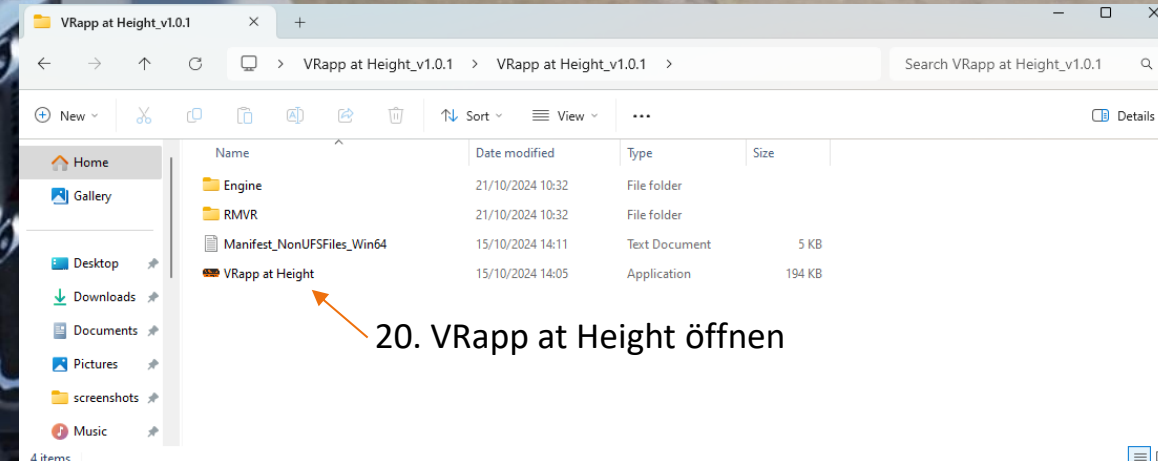 VRapp at Height_v1.0.1
VRapp at Height_v1.0.1 > VRapp at Height_v1.0.1 >
Search VRapp at Height_v1.0.1
New
Sort
View
Details
Name
Date modified
Type
Size
Home
Gallery
Desktop
Downloads
Documents
Pictures
screenshots
Music
Engine 21/10/2024 10:32 File folder
RMVR 21/10/2024 10:32 File folder
Manifest_NonUFSFiles_Win64 15/10/2024 14:11 Text Document 5 KB
VRapp at Height 15/10/2024 14:05 Application 194 KB
20. VRapp at Height öffnen
4 items